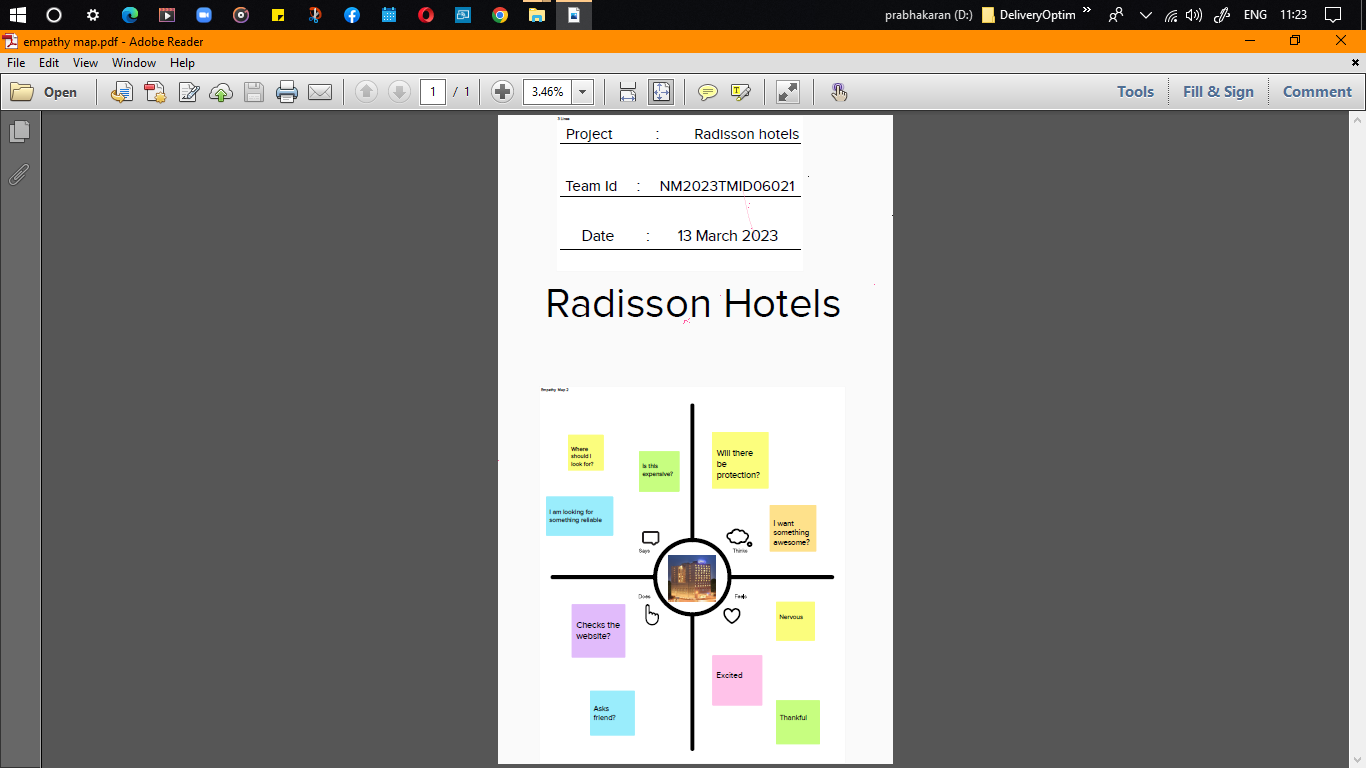 prabhakaran (D:) DeliveryOptim » ENG 11:23
empathy map.pdf - Adobe Reader
File Edit View Window Help
Open 1 / 1 3.46% Tools Fill & Sign Comment
Project : Radisson hotels
Team Id : NM2023TMID06021
Date : 13 March 2023
Radisson Hotels
Empathy Map 2
Where
should I
look for?
Is this
expensive?
I am looking for
something reliable
Says
Will there
be
protection?
I want
something
awesome?
Thinks
Does
Checks the
website?
Asks
friend?
Feels
Nervous
Excited
Thankful